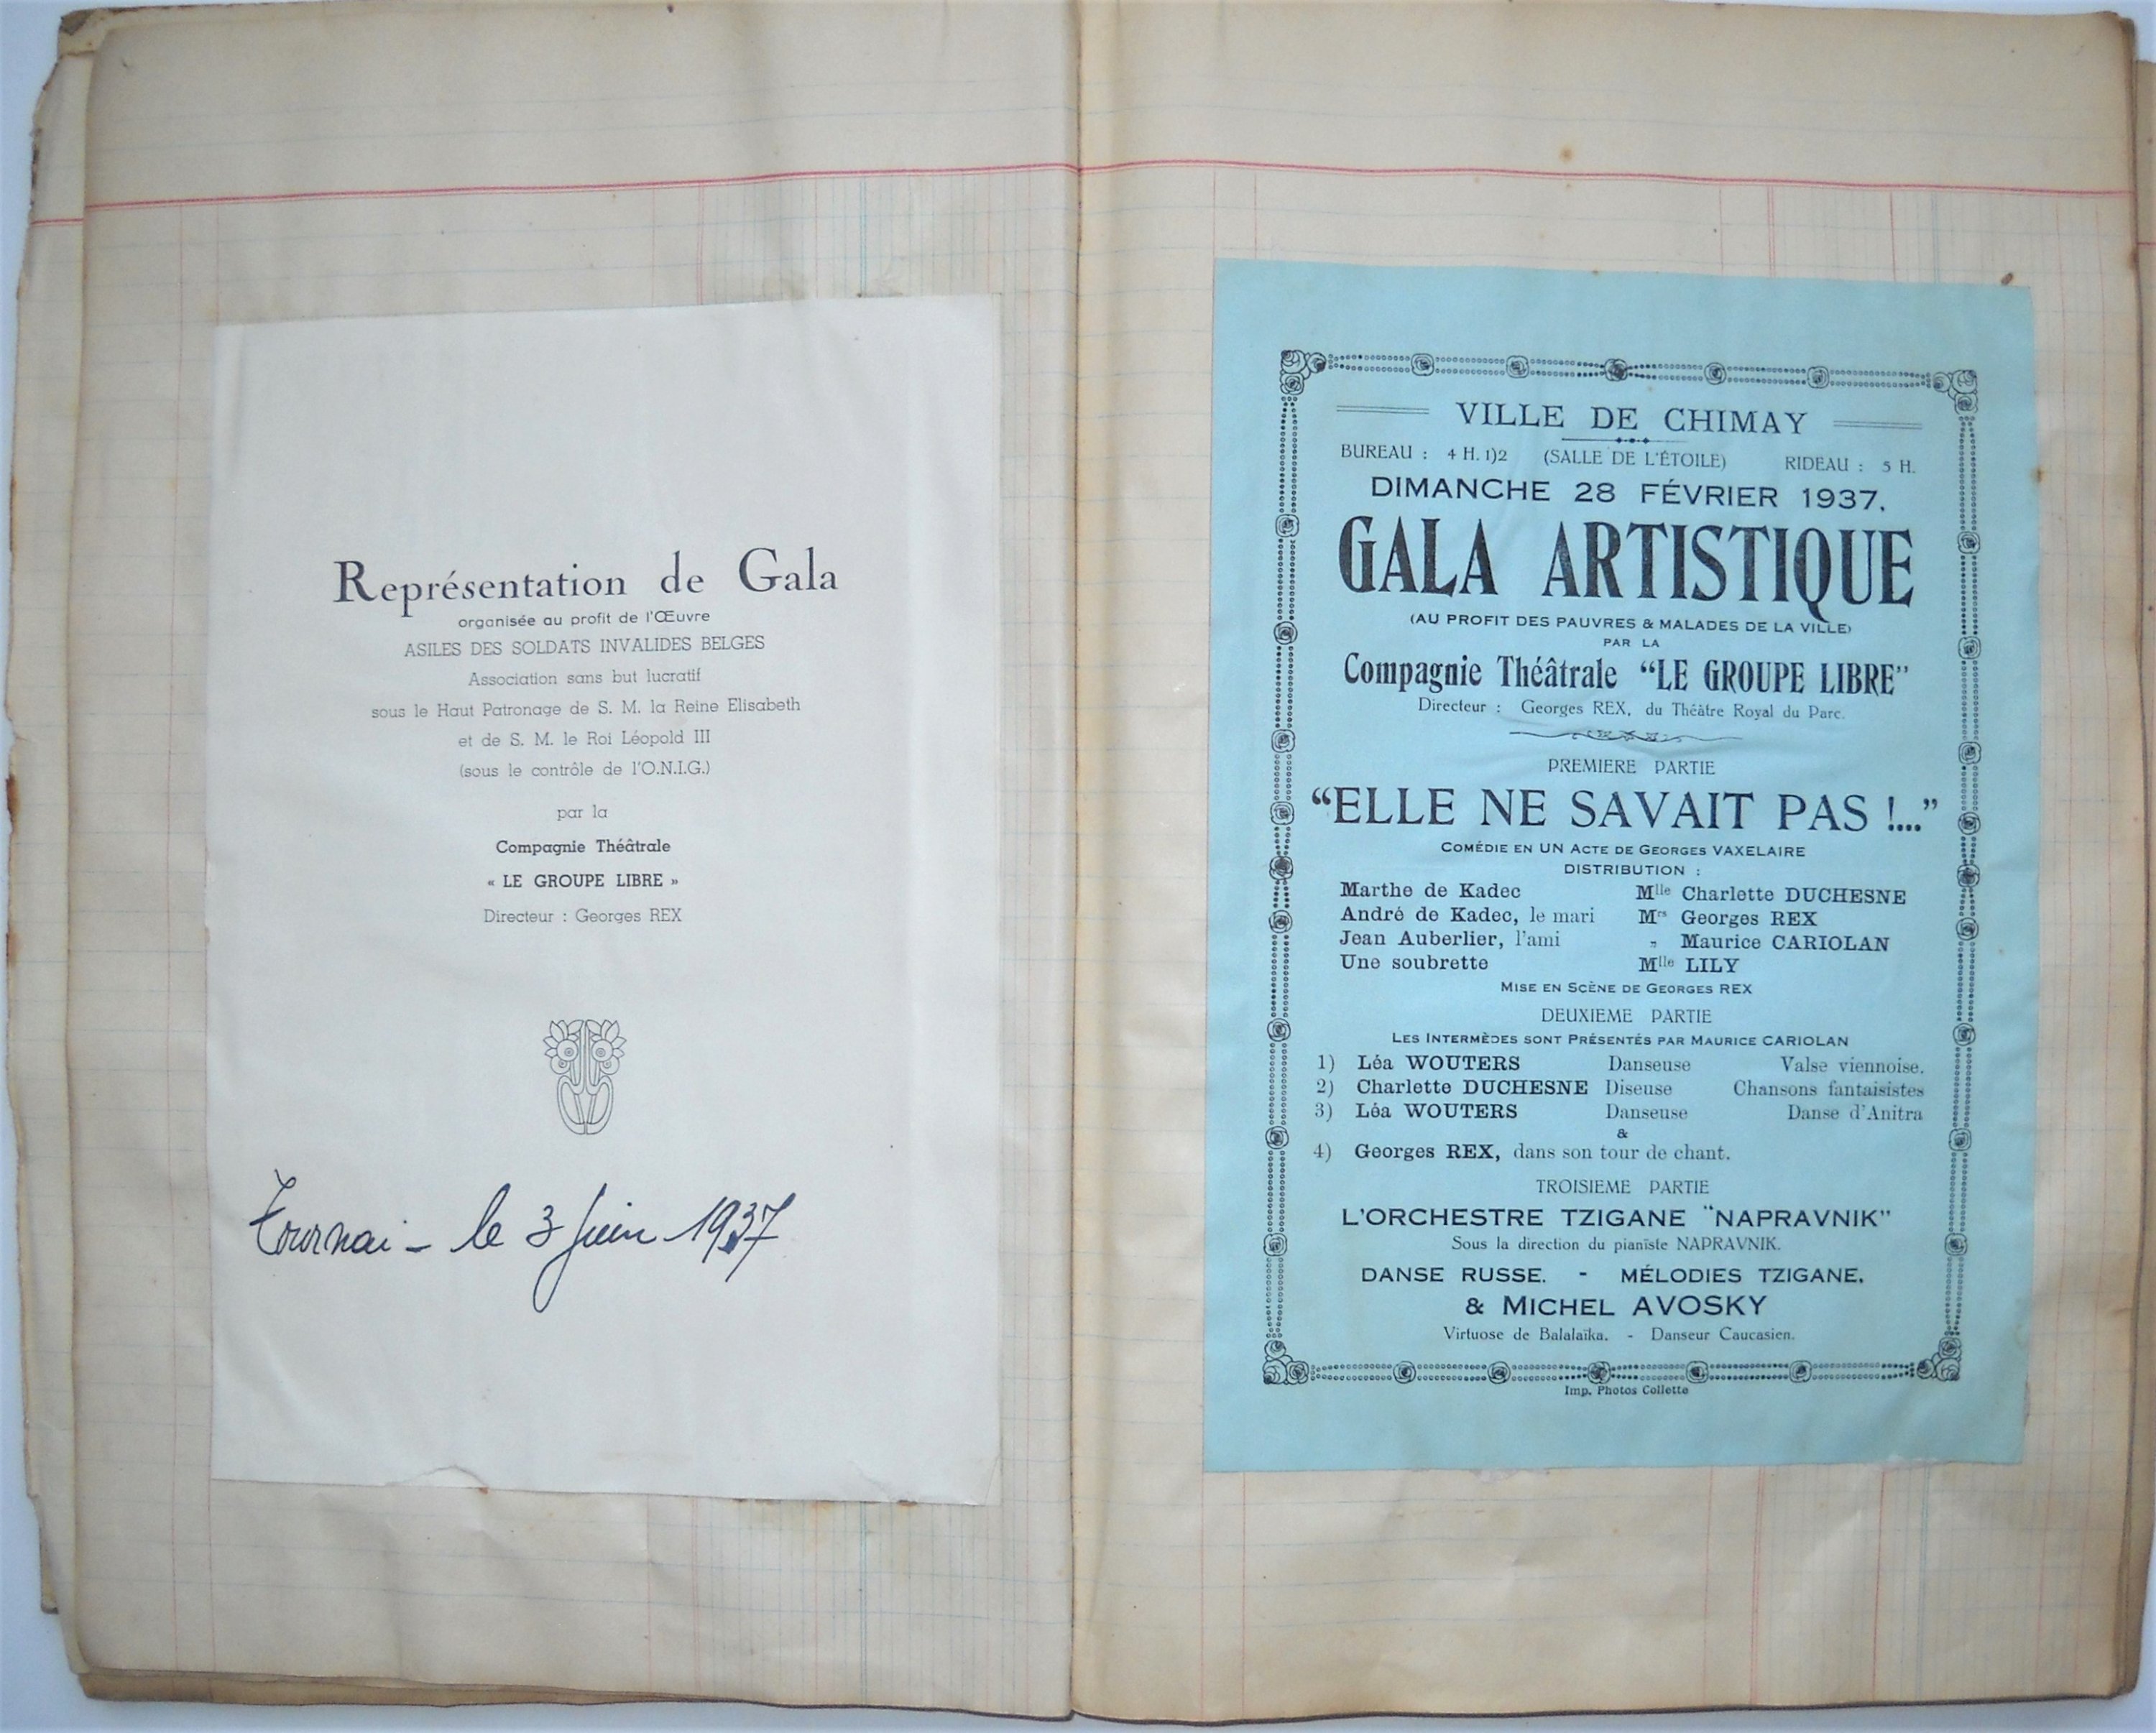 Représentation de Gala
organisée au profit de l'Œuvre
ASILES DES SOLDATS INVALIDES BELGES
Association sans but lucratif
sous le Haut Patronage de S. M. la Reine Elisabeth
et de S. M. le Roi Léopold III
(sous le contrôle de l'O.N.I.G.)
par la
Compagnie Théâtrale
« LE GROUPE LIBRE »
Directeur : Georges REX
Tournai - le 3 Juin 1937
VILLE DE CHIMAY
BUREAU : 4 H. 1)2 (SALLE DE L'ÉTOILE) RIDEAU : 5 H.
DIMANCHE 28 FÉVRIER 1937.
GALA ARTISTIQUE
(AU PROFIT DES PAUVRES & MALADES DE LA VILLE)
PAR LA
Compagnie Théâtrale "LE GROUPE LIBRE"
Directeur : Georges REX, du Théâtre Royal du Parc.
PREMIERE PARTIE
"ELLE NE SAVAIT PAS !..."
COMÉDIE EN UN ACTE DE GEORGES VAXELAIRE
DISTRIBUTION :
Marthe de Kadec Mlle Charlette DUCHESNE
André de Kadec, le mari Mrs Georges REX
Jean Auberlier, l'ami „ Maurice CARIOLAN
Une soubrette Mlle LILY
MISE EN SCÈNE DE GEORGES REX
DEUXIEME PARTIE
LES INTERMÈDES SONT PRÉSENTÉS PAR MAURICE CARIOLAN
1) Léa WOUTERS Danseuse Valse viennoise.
2) Charlette DUCHESNE Diseuse Chansons fantaisistes
3) Léa WOUTERS Danseuse Danse d'Anitra
&
4) Georges REX, dans son tour de chant.
TROISIEME PARTIE
L'ORCHESTRE TZIGANE "NAPRAVNIK"
Sous la direction du pianiste NAPRAVNIK.
DANSE RUSSE. - MÉLODIES TZIGANE.
& MICHEL AVOSKY
Virtuose de Balalaïka. - Danseur Caucasien.
Imp. Photos Collette